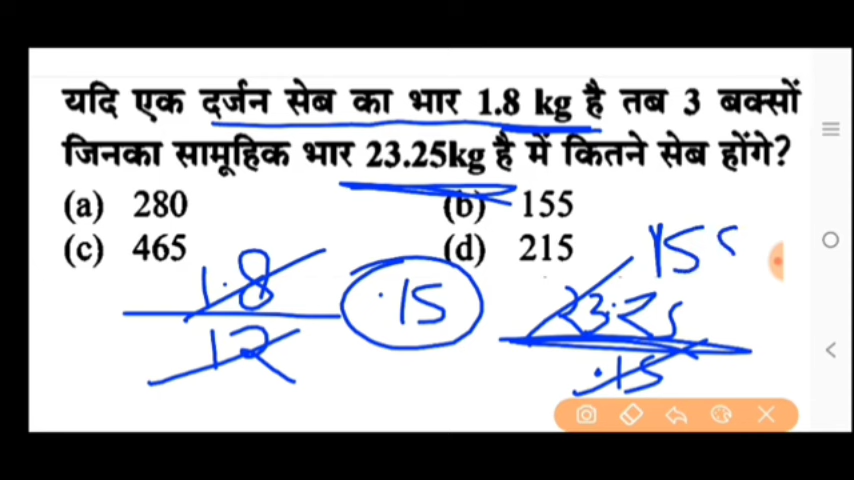 यदि एक दर्जन सेब का भार 1.8 kg है तब 3 बक्सों
जिनका सामूहिक भार 23.25kg है में कितने सेब होंगे?
(a) 280 (b) 155
(c) 465 (d) 215
1.8
12
.15
155
23.25
.15